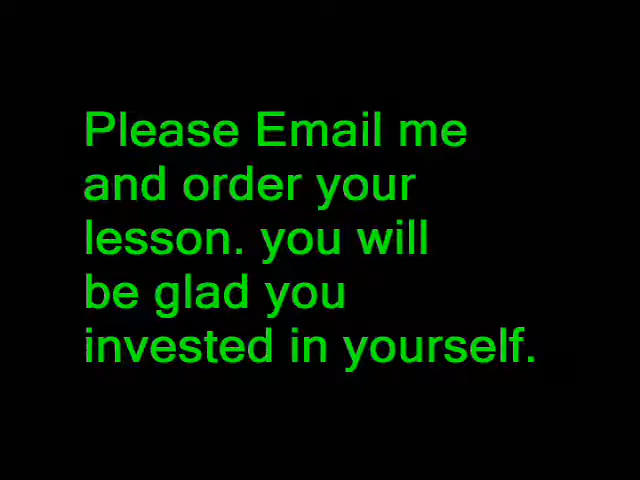 Please Email me
and order your
lesson. you will
be glad you
invested in yourself.